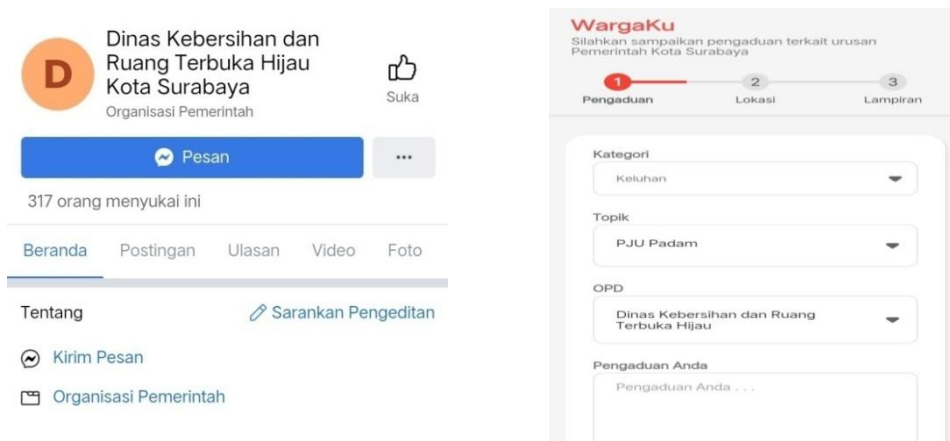 D
Dinas Kebersihan dan
Ruang Terbuka Hijau
Kota Surabaya
Organisasi Pemerintah
Suka
Pesan
317 orang menyukai ini
Beranda Postingan Ulasan Video Foto
Tentang Sarankan Pengeditan
Kirim Pesan
Organisasi Pemerintah
WargaKu
Silahkan sampaikan pengaduan terkait urusan
Pemerintah Kota Surabaya
1 2 3
Pengaduan Lokasi Lampiran
Kategori
Keluhan
Topik
PJU Padam
OPD
Dinas Kebersihan dan Ruang
Terbuka Hijau
Pengaduan Anda
Pengaduan Anda . . .